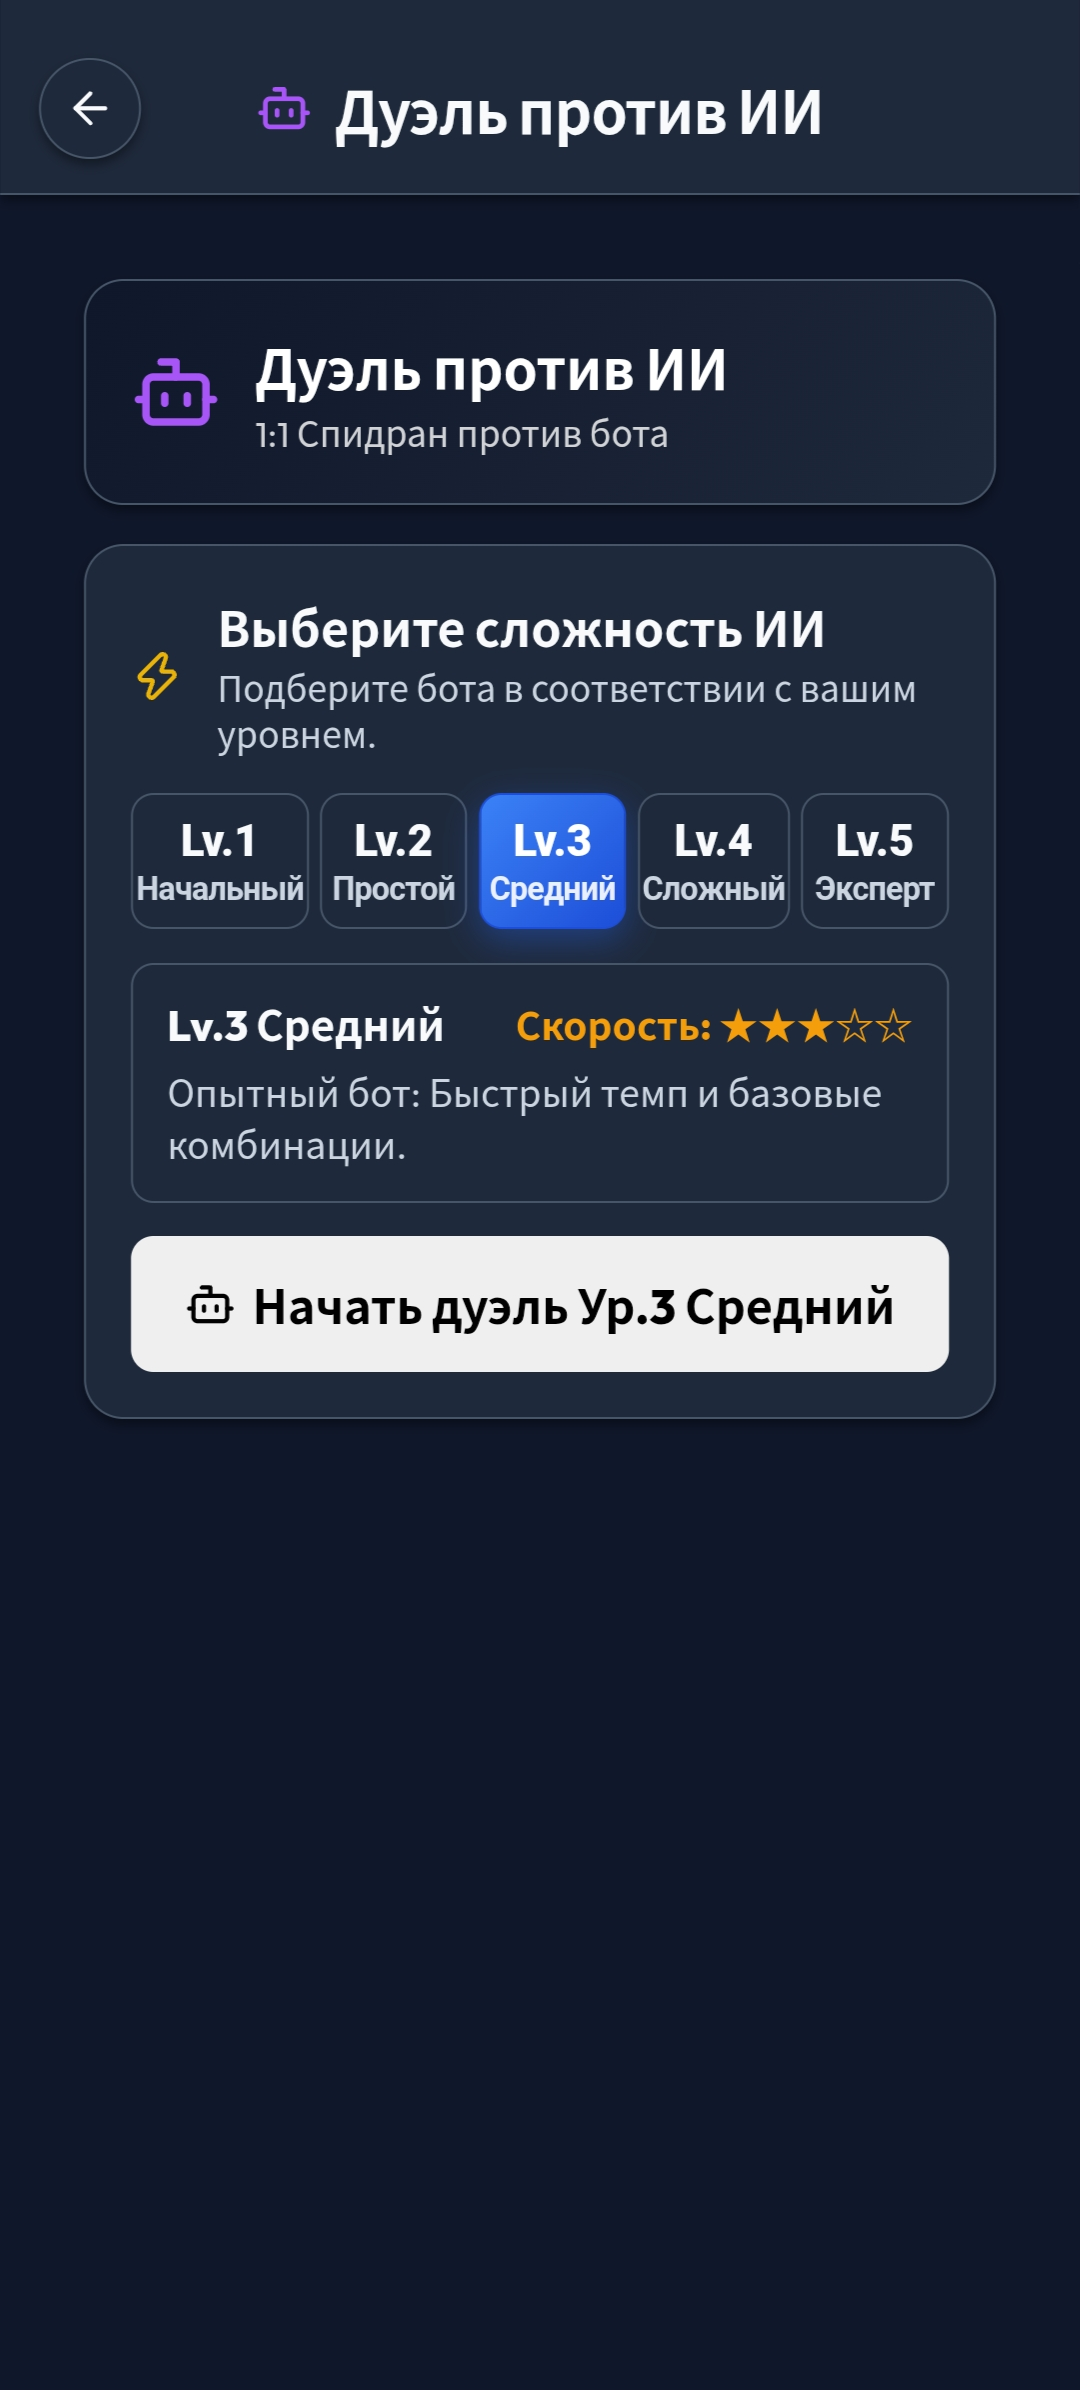 Дуэль против ИИ
Дуэль против ИИ
1:1 Спидран против бота
Выберите сложность ИИ
Подберите бота в соответствии с вашим
уровнем.
Lv.1 Lv.2 Lv.3 Lv.4 Lv.5
Начальный Простой Средний Сложный Эксперт
Lv.3 Средний Скорость: ★★★☆☆
Опытный бот: Быстрый темп и базовые
комбинации.
Начать дуэль Ур.3 Средний